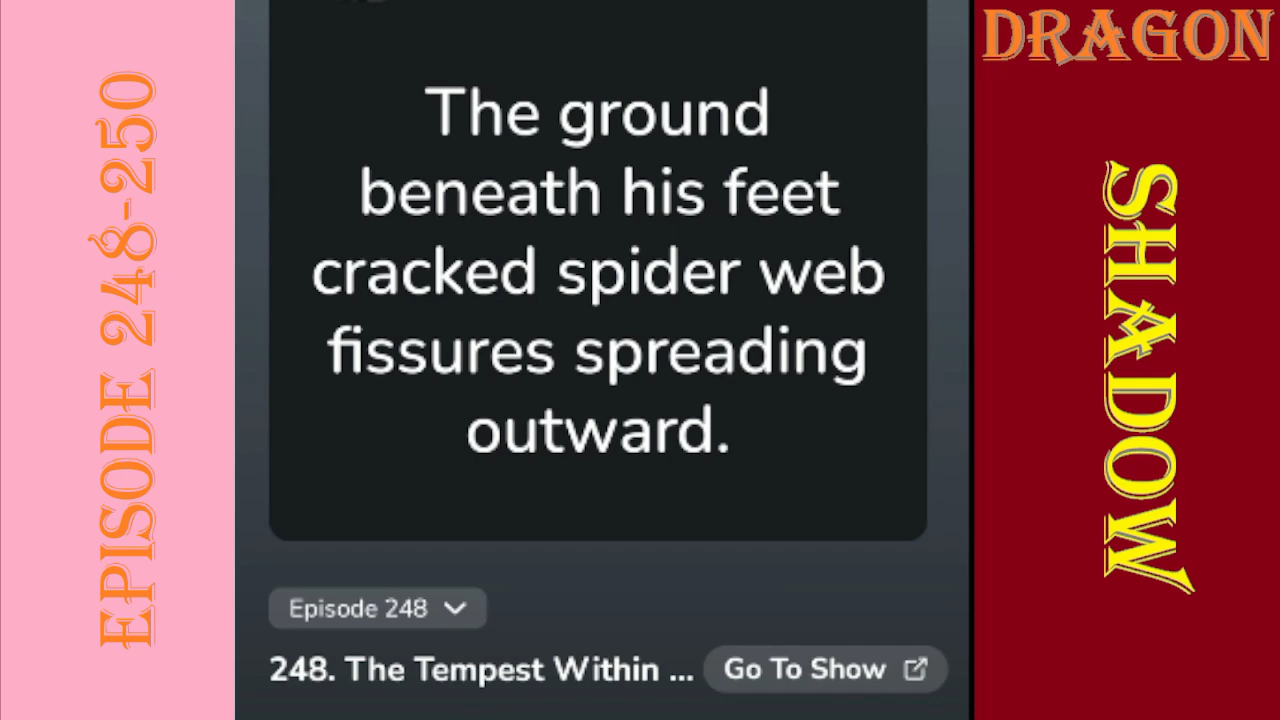 EPISODE 248-250
The ground
beneath his feet
cracked spider web
fissures spreading
outward.
Episode 248
248. The Tempest Within ...
Go To Show
DRAGON
SHADOW